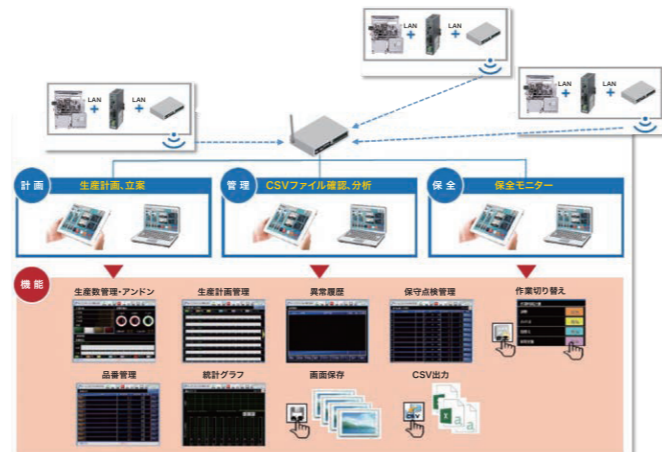 LAN
LAN
LAN
LAN
LAN
LAN
計画
生産計画、立案
管理
CSVファイル確認、分析
保全
保全モニター
機能
生産数管理・アンドン
生産計画管理
異常履歴
保守点検管理
作業切り替え
品番管理
統計グラフ
画面保存
CSV出力
CSV